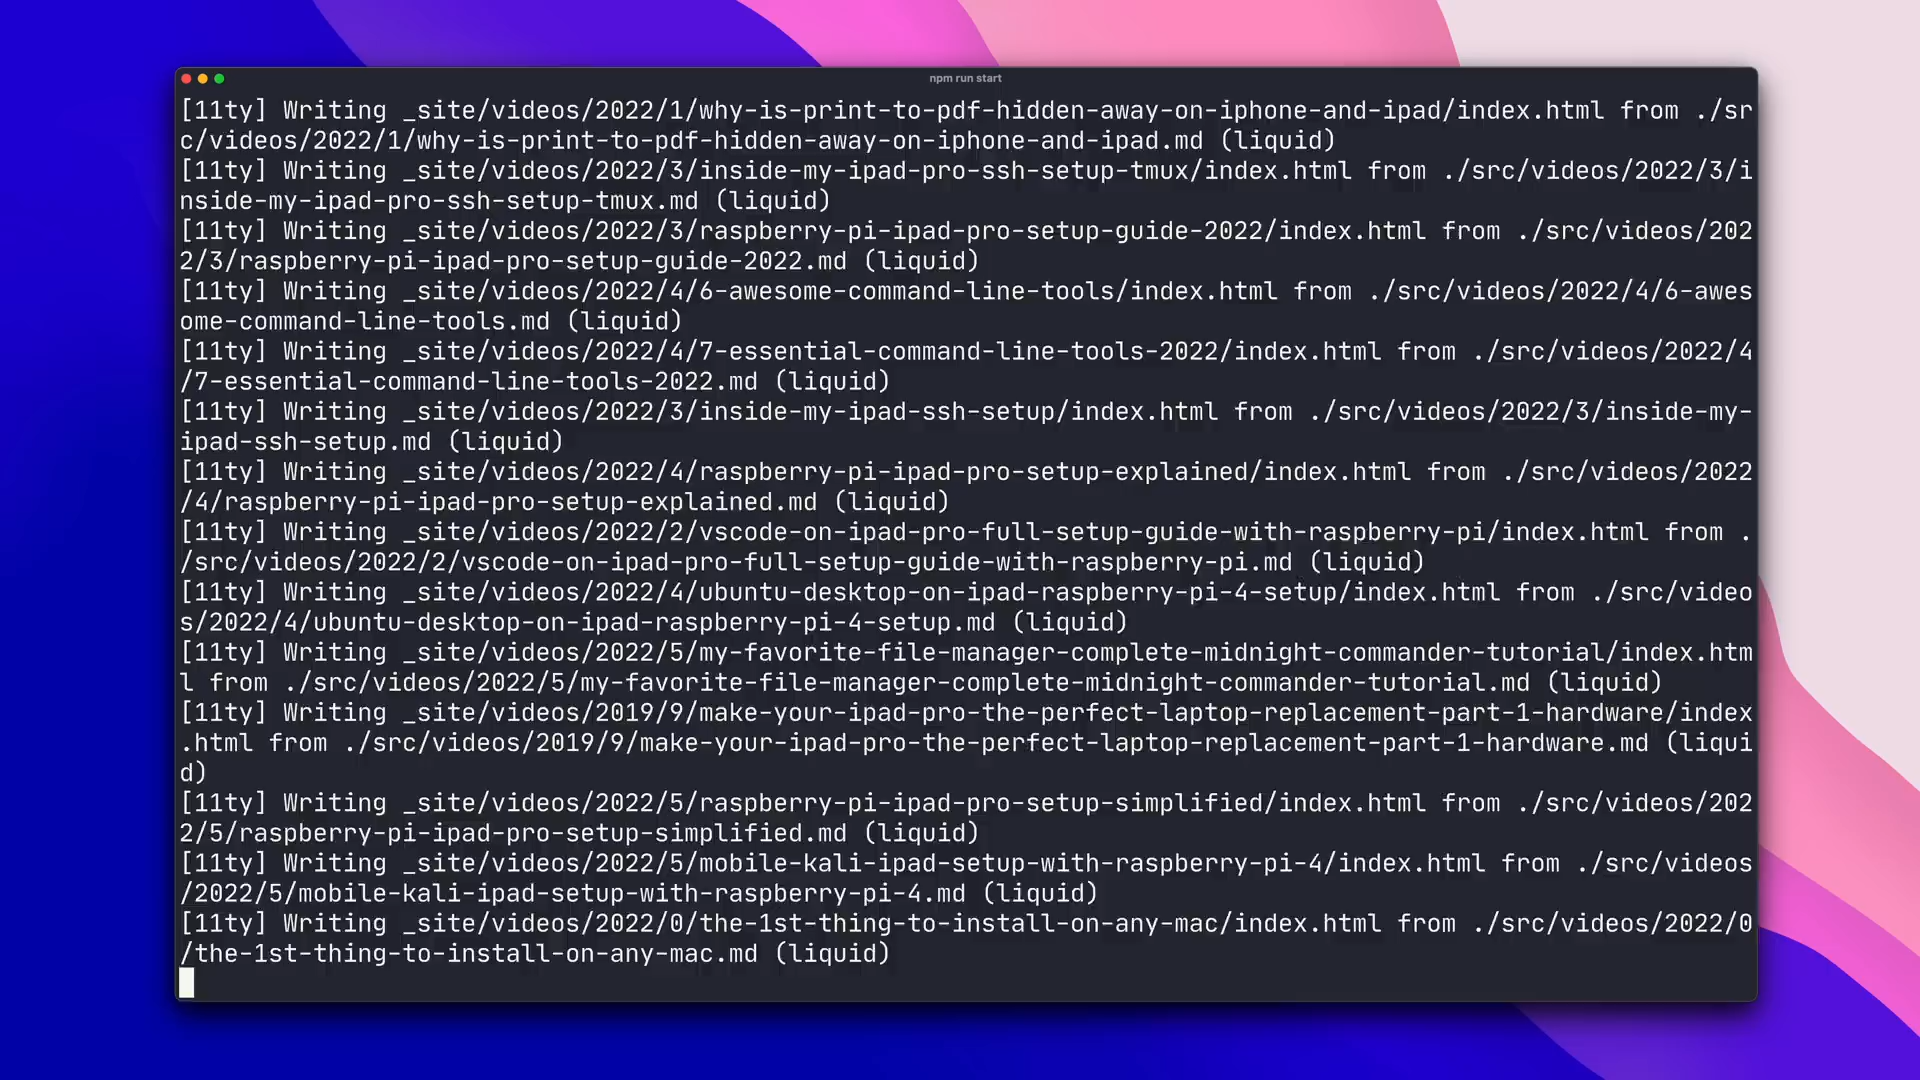 npm run start
[11ty] Writing _site/videos/2022/1/why-is-print-to-pdf-hidden-away-on-iphone-and-ipad/index.html from ./sr
c/videos/2022/1/why-is-print-to-pdf-hidden-away-on-iphone-and-ipad.md (liquid)
[11ty] Writing _site/videos/2022/3/inside-my-ipad-pro-ssh-setup-tmux/index.html from ./src/videos/2022/3/i
nside-my-ipad-pro-ssh-setup-tmux.md (liquid)
[11ty] Writing _site/videos/2022/3/raspberry-pi-ipad-pro-setup-guide-2022/index.html from ./src/videos/202
2/3/raspberry-pi-ipad-pro-setup-guide-2022.md (liquid)
[11ty] Writing _site/videos/2022/4/6-awesome-command-line-tools/index.html from ./src/videos/2022/4/6-awes
ome-command-line-tools.md (liquid)
[11ty] Writing _site/videos/2022/4/7-essential-command-line-tools-2022/index.html from ./src/videos/2022/4
/7-essential-command-line-tools-2022.md (liquid)
[11ty] Writing _site/videos/2022/3/inside-my-ipad-ssh-setup/index.html from ./src/videos/2022/3/inside-my-
ipad-ssh-setup.md (liquid)
[11ty] Writing _site/videos/2022/4/raspberry-pi-ipad-pro-setup-explained/index.html from ./src/videos/2022
/4/raspberry-pi-ipad-pro-setup-explained.md (liquid)
[11ty] Writing _site/videos/2022/2/vscode-on-ipad-pro-full-setup-guide-with-raspberry-pi/index.html from .
/src/videos/2022/2/vscode-on-ipad-pro-full-setup-guide-with-raspberry-pi.md (liquid)
[11ty] Writing _site/videos/2022/4/ubuntu-desktop-on-ipad-raspberry-pi-4-setup/index.html from ./src/video
s/2022/4/ubuntu-desktop-on-ipad-raspberry-pi-4-setup.md (liquid)
[11ty] Writing _site/videos/2022/5/my-favorite-file-manager-complete-midnight-commander-tutorial/index.htm
l from ./src/videos/2022/5/my-favorite-file-manager-complete-midnight-commander-tutorial.md (liquid)
[11ty] Writing _site/videos/2019/9/make-your-ipad-pro-the-perfect-laptop-replacement-part-1-hardware/index
.html from ./src/videos/2019/9/make-your-ipad-pro-the-perfect-laptop-replacement-part-1-hardware.md (liqui
d)
[11ty] Writing _site/videos/2022/5/raspberry-pi-ipad-pro-setup-simplified/index.html from ./src/videos/202
2/5/raspberry-pi-ipad-pro-setup-simplified.md (liquid)
[11ty] Writing _site/videos/2022/5/mobile-kali-ipad-setup-with-raspberry-pi-4/index.html from ./src/videos
/2022/5/mobile-kali-ipad-setup-with-raspberry-pi-4.md (liquid)
[11ty] Writing _site/videos/2022/0/the-1st-thing-to-install-on-any-mac/index.html from ./src/videos/2022/0
/the-1st-thing-to-install-on-any-mac.md (liquid)